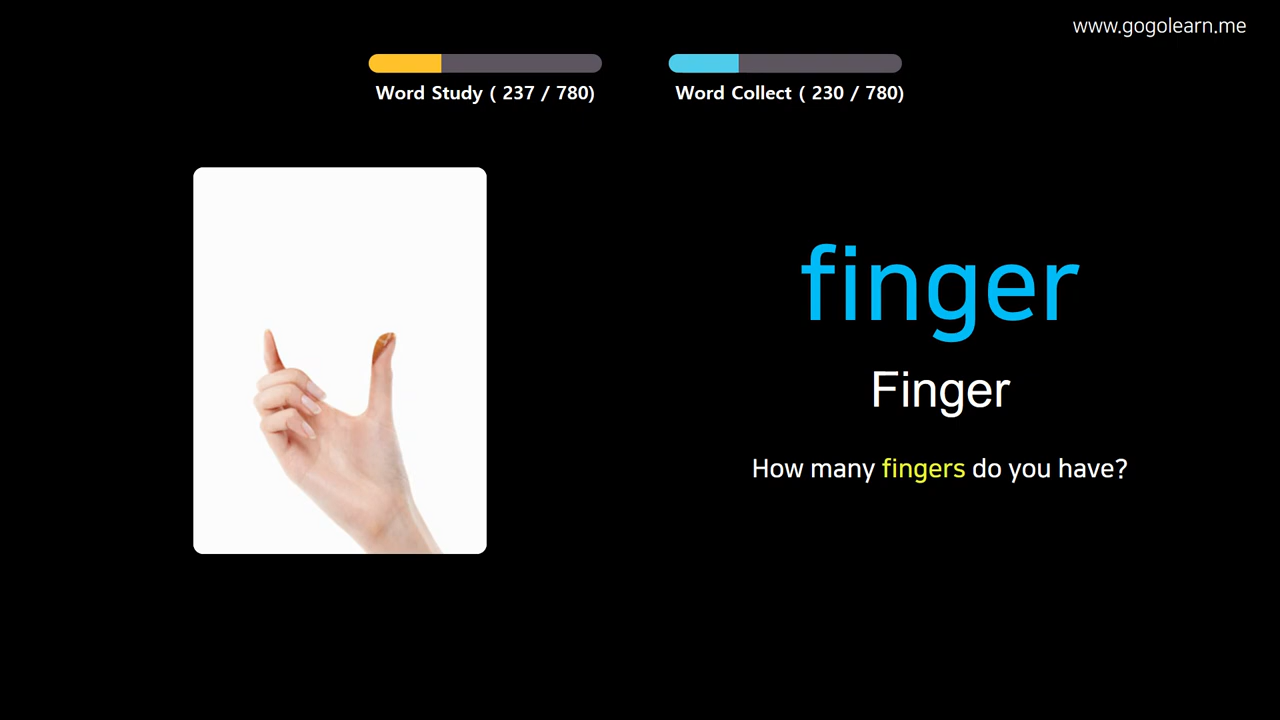 www.gogolearn.me
Word Study ( 237 / 780)
Word Collect ( 230 / 780)
finger
Finger
How many fingers do you have?